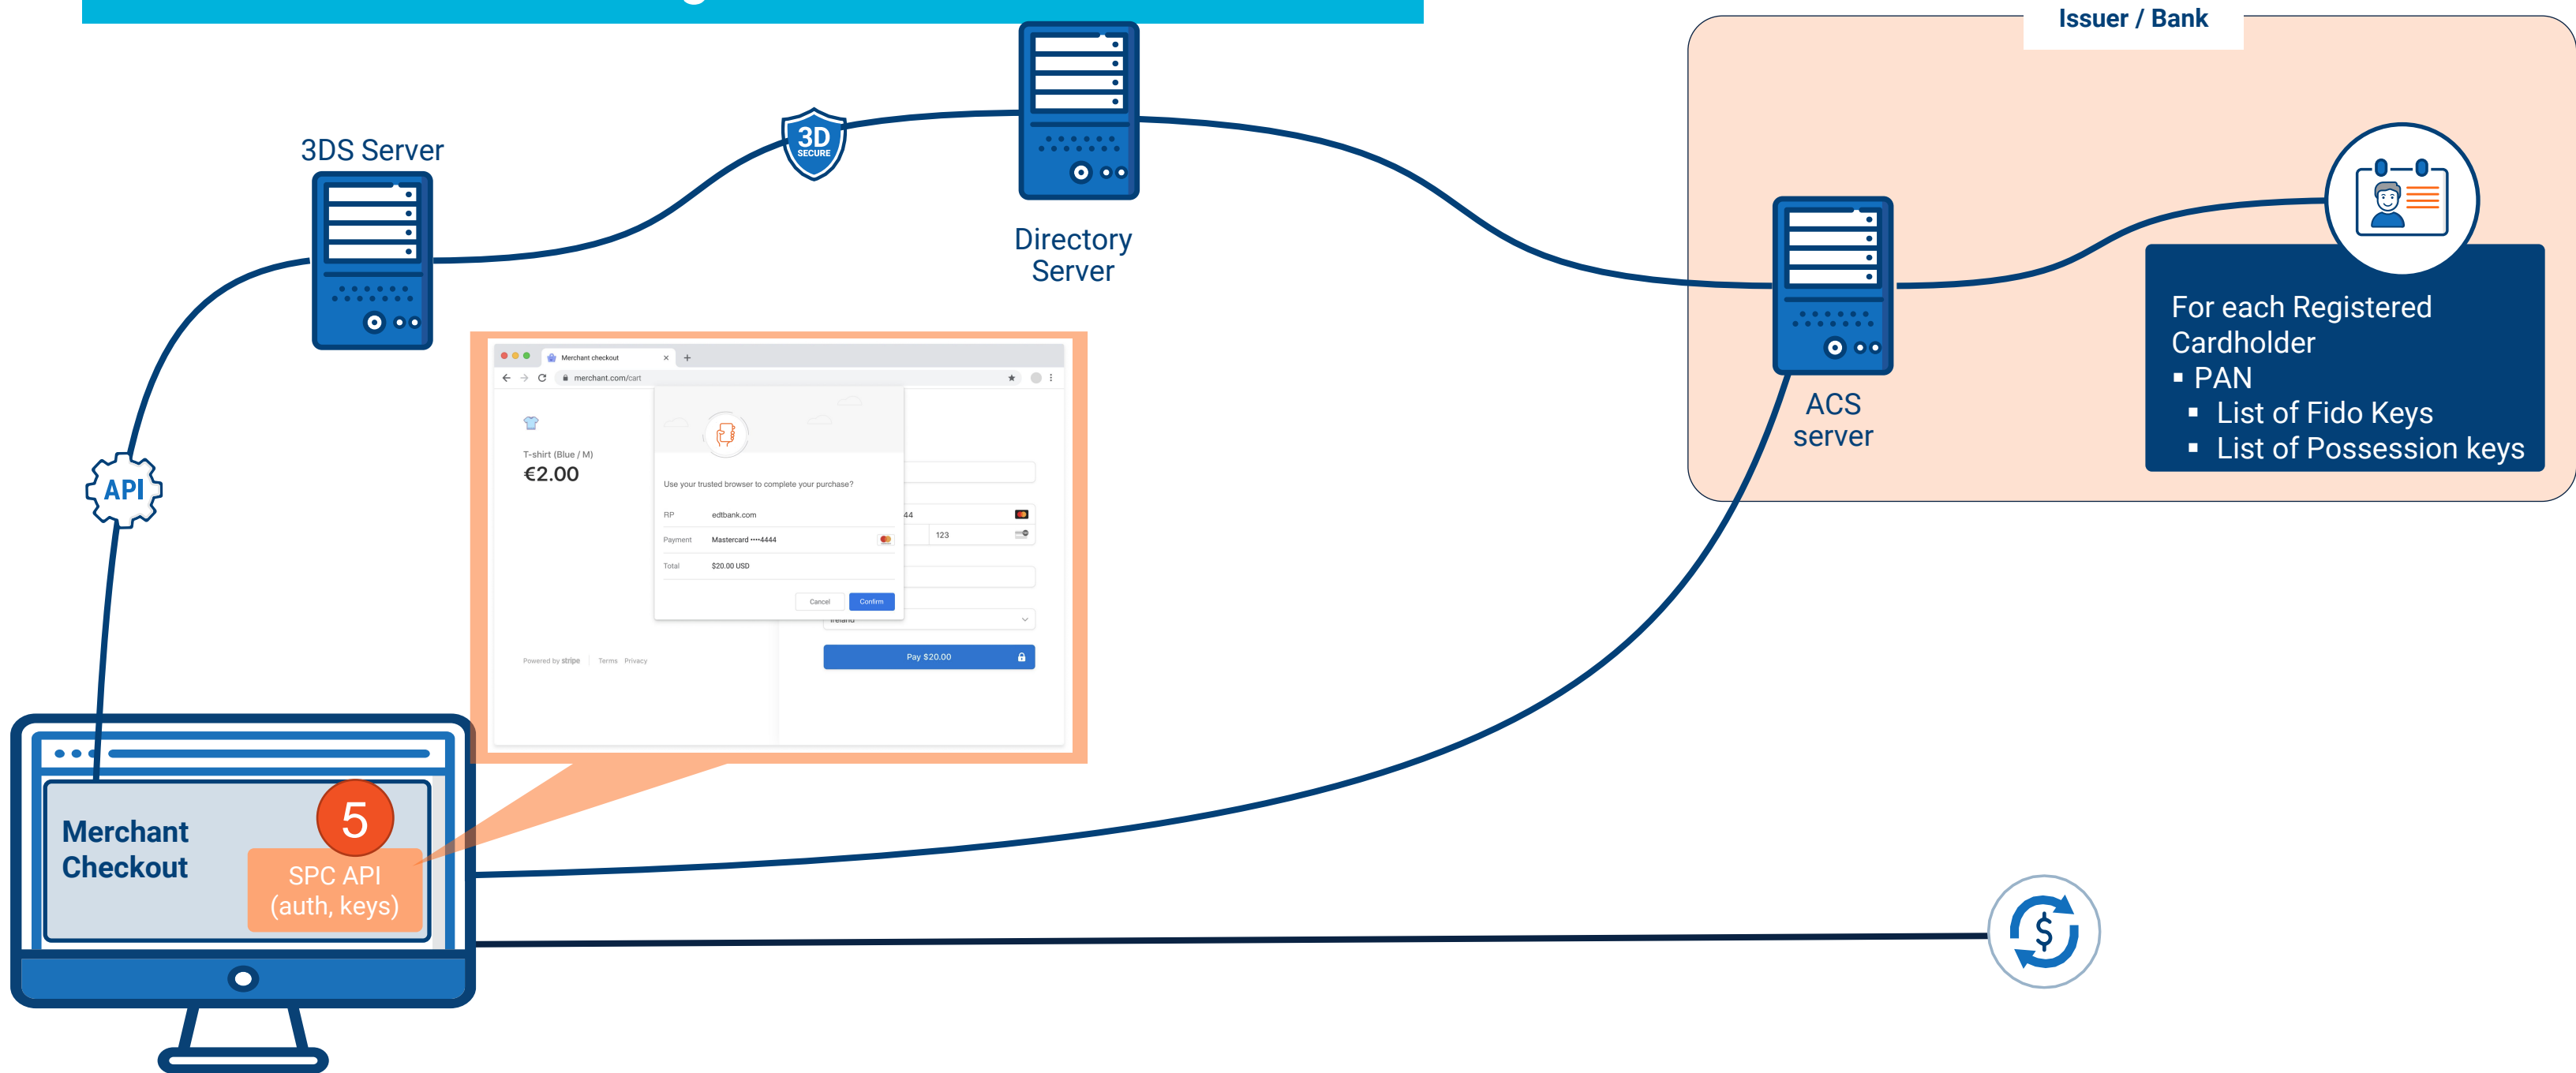 Issuer / Bank
3DS Server
3D
SECURE
Directory
Server
For each Registered
Cardholder
▪ PAN
▪ List of Fido Keys
▪ List of Possession keys
ACS
server
API
Merchant checkout
merchant.com/cart
T-shirt (Blue / M)
€2.00
Use your trusted browser to complete your purchase?
RP edtbank.com
Payment Mastercard ••••4444
Total $20.00 USD
Cancel Confirm
44
123
Ireland
Pay $20.00
Powered by stripe Terms Privacy
Merchant
Checkout
5
SPC API
(auth, keys)
$